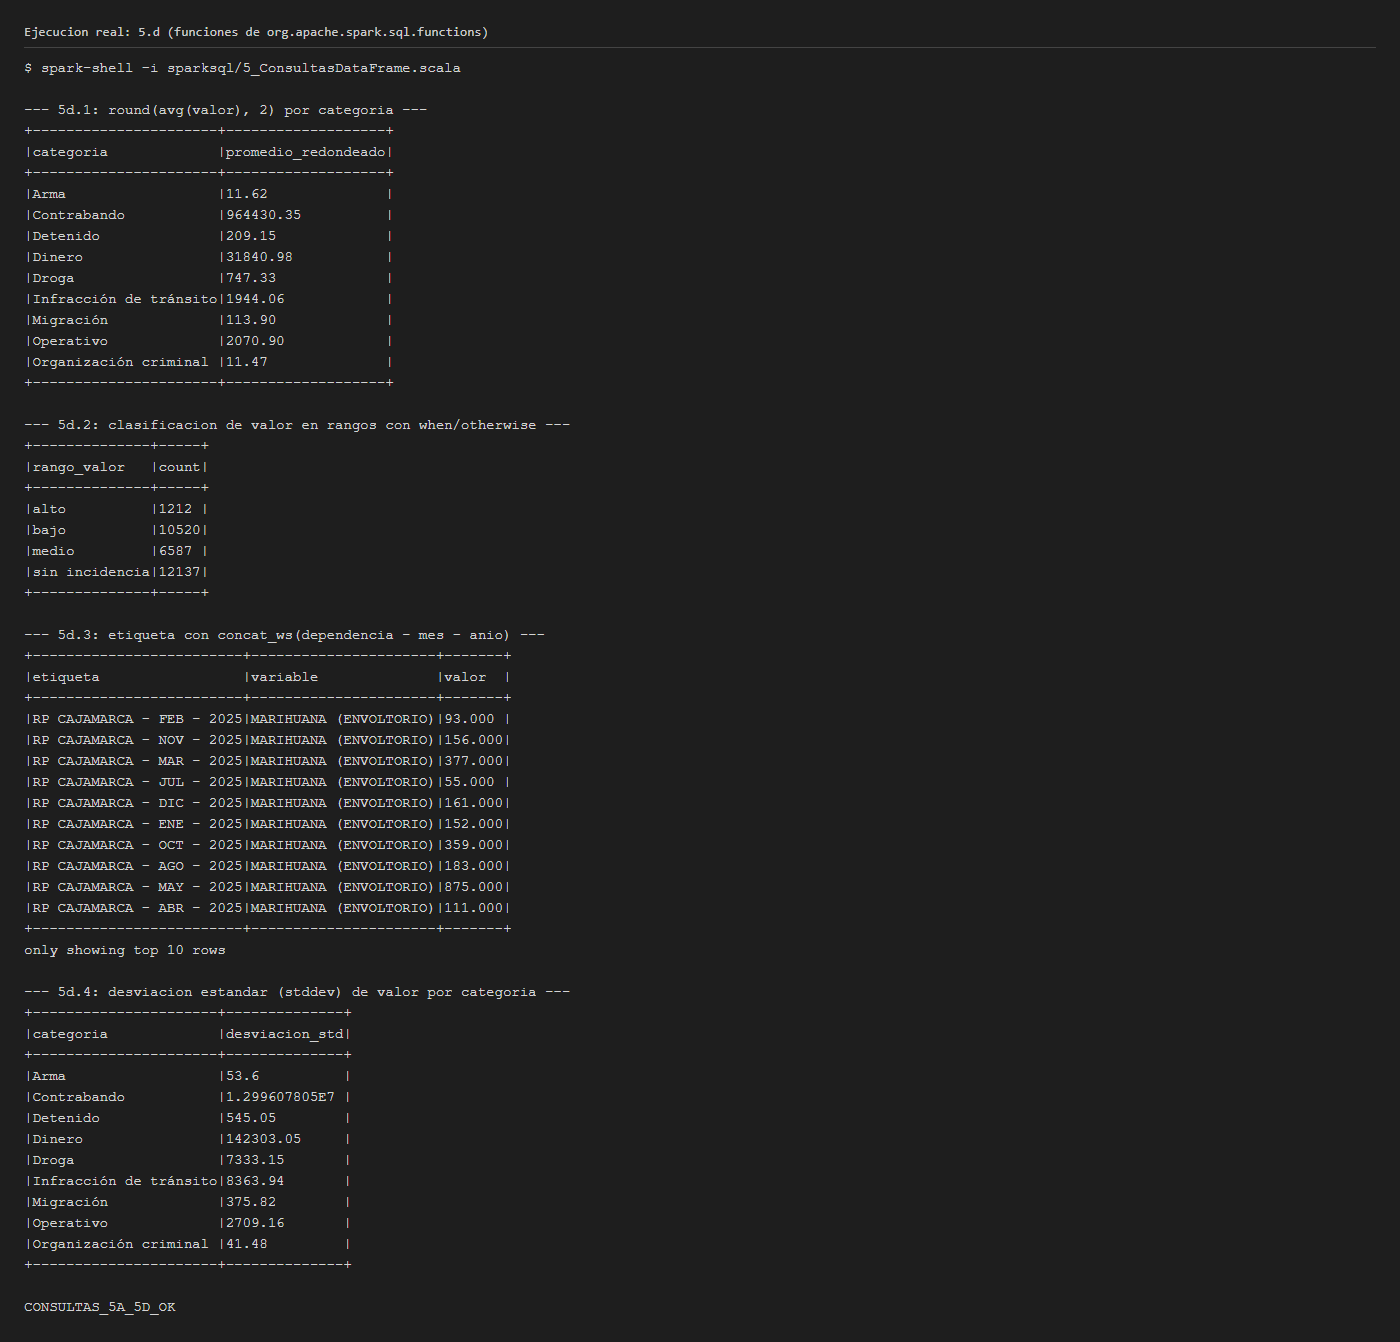 Ejecucion real: 5.d (funciones de org.apache.spark.sql.functions)
$ spark-shell -i sparksql/5_ConsultasDataFrame.scala
--- 5d.1: round(avg(valor), 2) por categoria ---
+----------------------+-------------------+
|categoria             |promedio_redondeado|
+----------------------+-------------------+
|Arma                  |11.62              |
|Contrabando           |964430.35          |
|Detenido              |209.15             |
|Dinero                |31840.98           |
|Droga                 |747.33             |
|Infracción de tránsito|1944.06            |
|Migración             |113.90             |
|Operativo             |2070.90            |
|Organización criminal |11.47              |
+----------------------+-------------------+
--- 5d.2: clasificacion de valor en rangos con when/otherwise ---
+--------------+-----+
|rango_valor   |count|
+--------------+-----+
|alto          |1212 |
|bajo          |10520|
|medio         |6587 |
|sin incidencia|12137|
+--------------+-----+
--- 5d.3: etiqueta con concat_ws(dependencia - mes - anio) ---
+-------------------------+----------------------+-------+
|etiqueta                 |variable              |valor  |
+-------------------------+----------------------+-------+
|RP CAJAMARCA - FEB - 2025|MARIHUANA (ENVOLTORIO)|93.000 |
|RP CAJAMARCA - NOV - 2025|MARIHUANA (ENVOLTORIO)|156.000|
|RP CAJAMARCA - MAR - 2025|MARIHUANA (ENVOLTORIO)|377.000|
|RP CAJAMARCA - JUL - 2025|MARIHUANA (ENVOLTORIO)|55.000 |
|RP CAJAMARCA - DIC - 2025|MARIHUANA (ENVOLTORIO)|161.000|
|RP CAJAMARCA - ENE - 2025|MARIHUANA (ENVOLTORIO)|152.000|
|RP CAJAMARCA - OCT - 2025|MARIHUANA (ENVOLTORIO)|359.000|
|RP CAJAMARCA - AGO - 2025|MARIHUANA (ENVOLTORIO)|183.000|
|RP CAJAMARCA - MAY - 2025|MARIHUANA (ENVOLTORIO)|875.000|
|RP CAJAMARCA - ABR - 2025|MARIHUANA (ENVOLTORIO)|111.000|
+-------------------------+----------------------+-------+
only showing top 10 rows
--- 5d.4: desviacion estandar (stddev) de valor por categoria ---
+----------------------+--------------+
|categoria             |desviacion_std|
+----------------------+--------------+
|Arma                  |53.6          |
|Contrabando           |1.299607805E7 |
|Detenido              |545.05        |
|Dinero                |142303.05     |
|Droga                 |7333.15       |
|Infracción de tránsito|8363.94       |
|Migración             |375.82        |
|Operativo             |2709.16       |
|Organización criminal |41.48         |
+----------------------+--------------+
CONSULTAS_5A_5D_OK